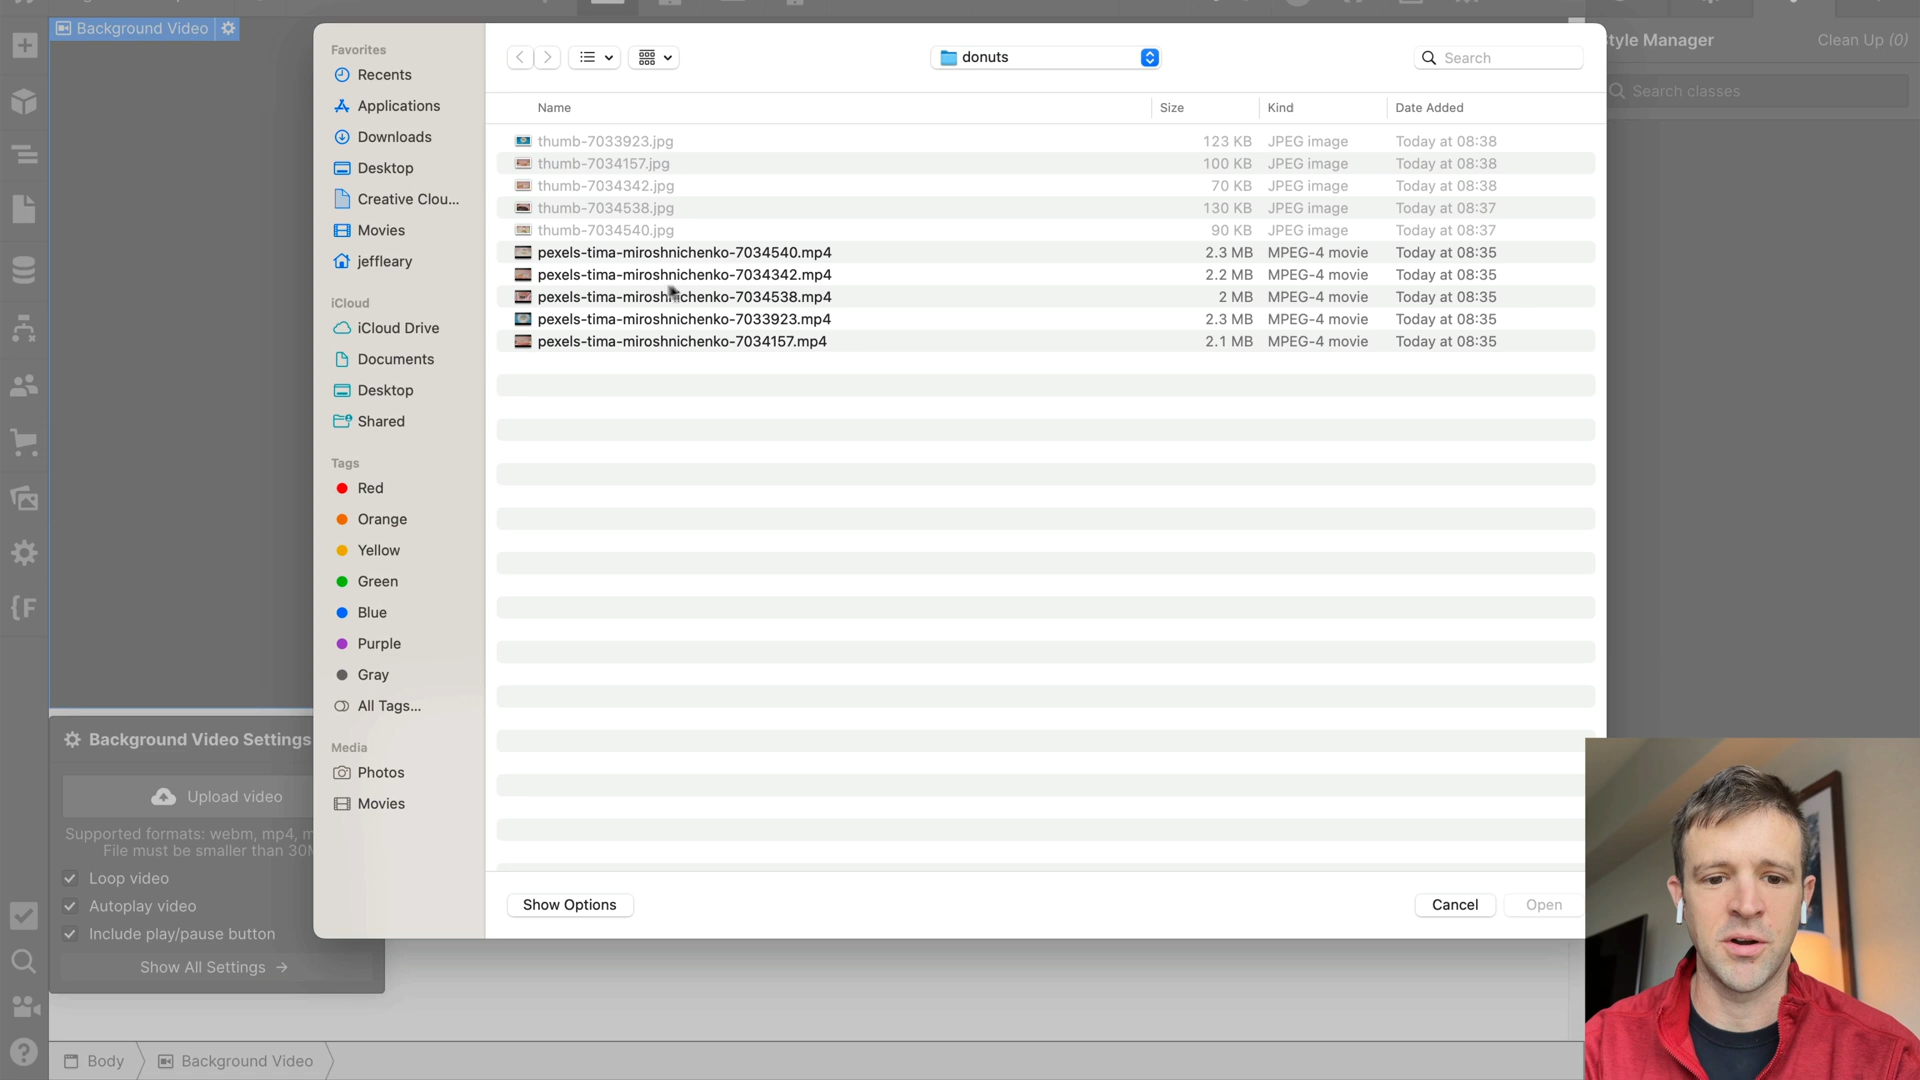 Background Video
Favorites
Recents
Applications
Downloads
Desktop
Creative Clou...
Movies
jeffleary
iCloud
iCloud Drive
Documents
Desktop
Shared
Tags
Red
Orange
Yellow
Green
Blue
Purple
Gray
All Tags...
Media
Photos
Movies
donuts
Search
Name Size Kind Date Added
thumb-7033923.jpg 123 KB JPEG image Today at 08:38
thumb-7034157.jpg 100 KB JPEG image Today at 08:38
thumb-7034342.jpg 70 KB JPEG image Today at 08:38
thumb-7034538.jpg 130 KB JPEG image Today at 08:37
thumb-7034540.jpg 90 KB JPEG image Today at 08:37
pexels-tima-miroshnichenko-7034540.mp4 2.3 MB MPEG-4 movie Today at 08:35
pexels-tima-miroshnichenko-7034342.mp4 2.2 MB MPEG-4 movie Today at 08:35
pexels-tima-miroshnichenko-7034538.mp4 2 MB MPEG-4 movie Today at 08:35
pexels-tima-miroshnichenko-7033923.mp4 2.3 MB MPEG-4 movie Today at 08:35
pexels-tima-miroshnichenko-7034157.mp4 2.1 MB MPEG-4 movie Today at 08:35
Show Options
Cancel
Open
tyle Manager
Clean Up (0)
Search classes
Background Video Settings
Upload video
Supported formats: webm, mp4, m
File must be smaller than 30M
Loop video
Autoplay video
Include play/pause button
Show All Settings →
Body
Background Video